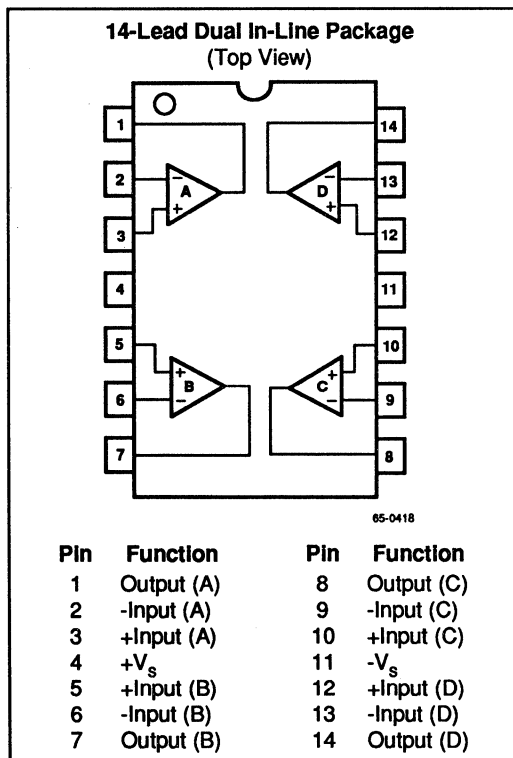 14-Lead Dual In-Line Package
(Top View)
1 14
2 − A − D 13
3 + + 12
4 11
5 + B + C 10
6 − − 9
7 8
65-0418
Pin Function Pin Function
1 Output (A) 8 Output (C)
2 -Input (A) 9 -Input (C)
3 +Input (A) 10 +Input (C)
4 +Vs 11 -Vs
5 +Input (B) 12 +Input (D)
6 -Input (B) 13 -Input (D)
7 Output (B) 14 Output (D)